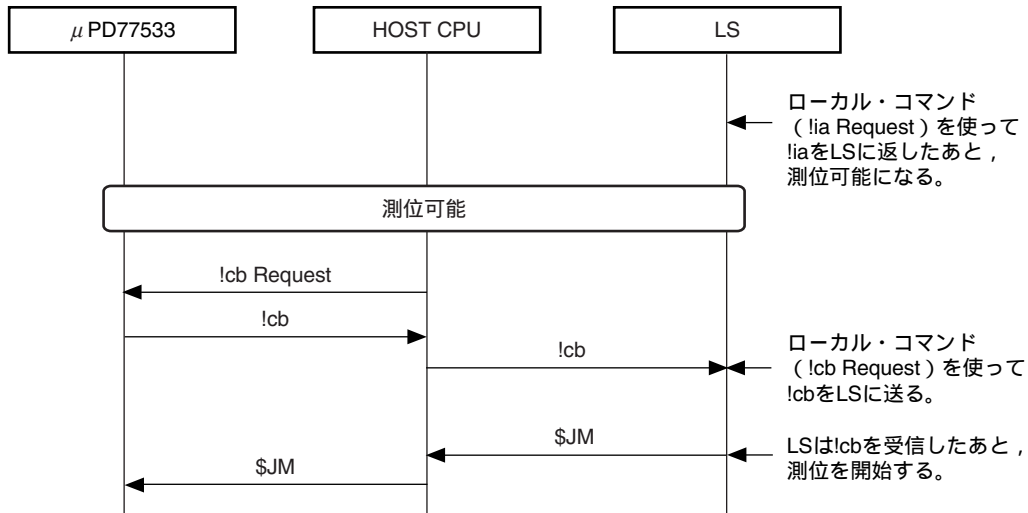 μPD77533
HOST CPU
LS
ローカル・コマンド
（!ia Request）を使って
!iaをLSに返したあと，
測位可能になる。
測位可能
!cb Request
!cb
!cb
ローカル・コマンド
（!cb Request）を使って
!cbをLSに送る。
$JM
LSは!cbを受信したあと，
測位を開始する。
$JM